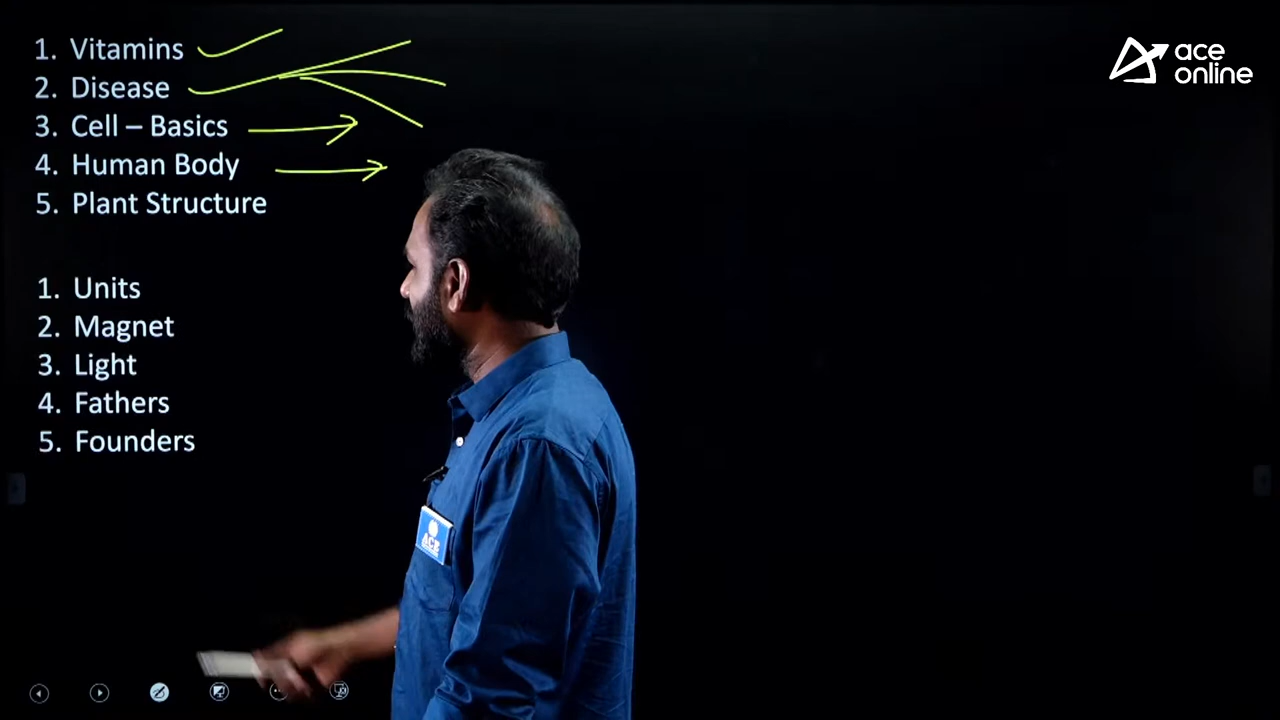 1. Vitamins
2. Disease
3. Cell – Basics
4. Human Body
5. Plant Structure
1. Units
2. Magnet
3. Light
4. Fathers
5. Founders
ace
online
ACE